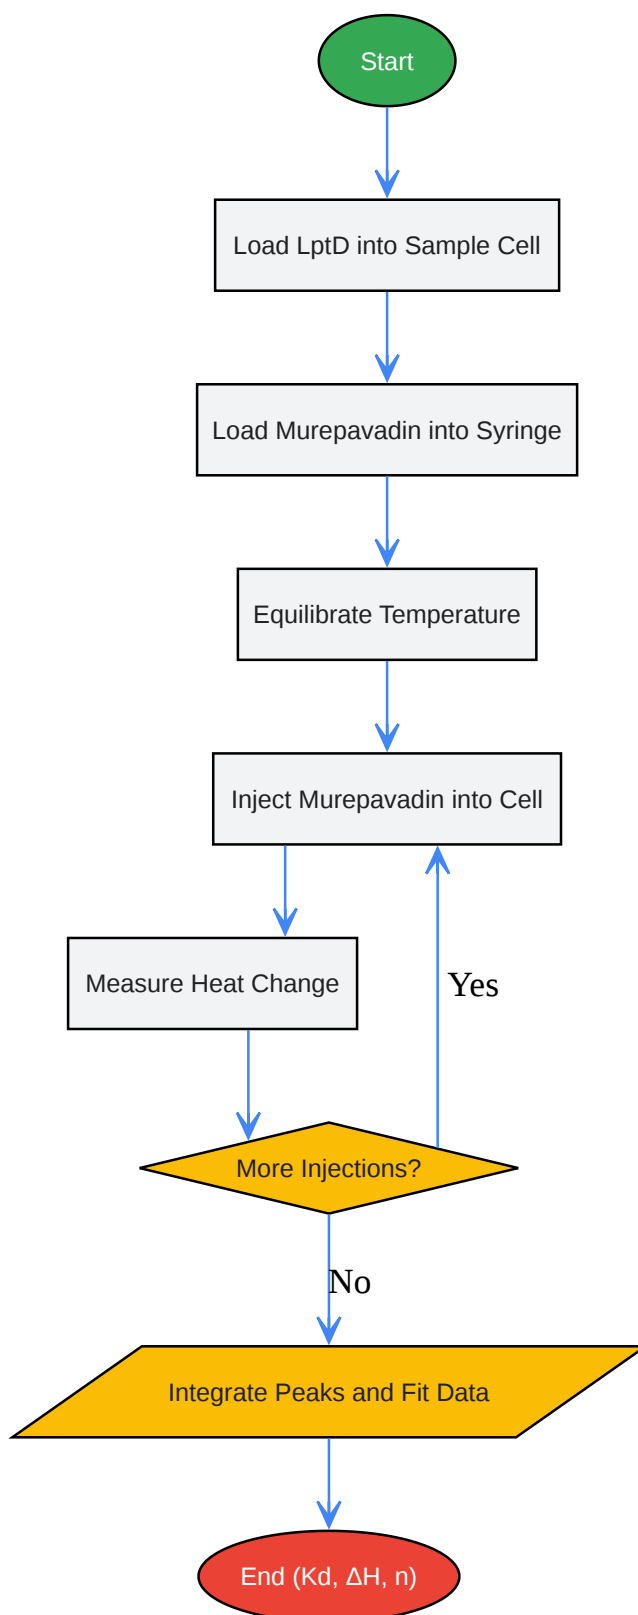 Start
Load LptD into Sample Cell
Load Murepavadin into Syringe
Equilibrate Temperature
Inject Murepavadin into Cell
Measure Heat Change
Yes
More Injections?
No
Integrate Peaks and Fit Data
End (Kd, ΔH, n)